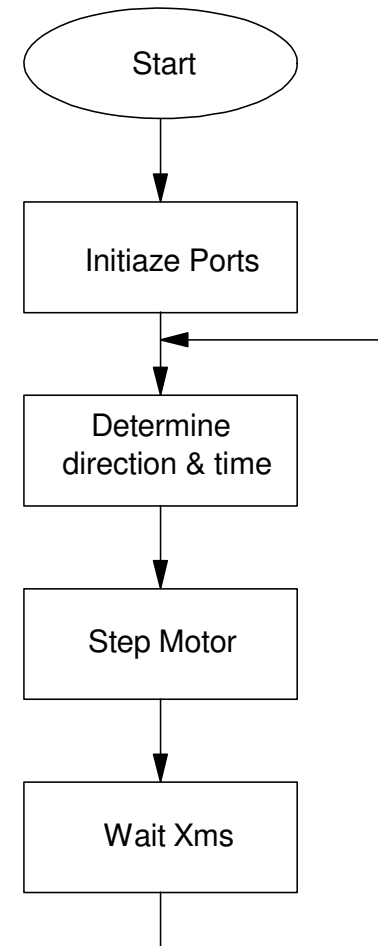 Start
Initiaze Ports
Determine
direction & time
Step Motor
Wait Xms